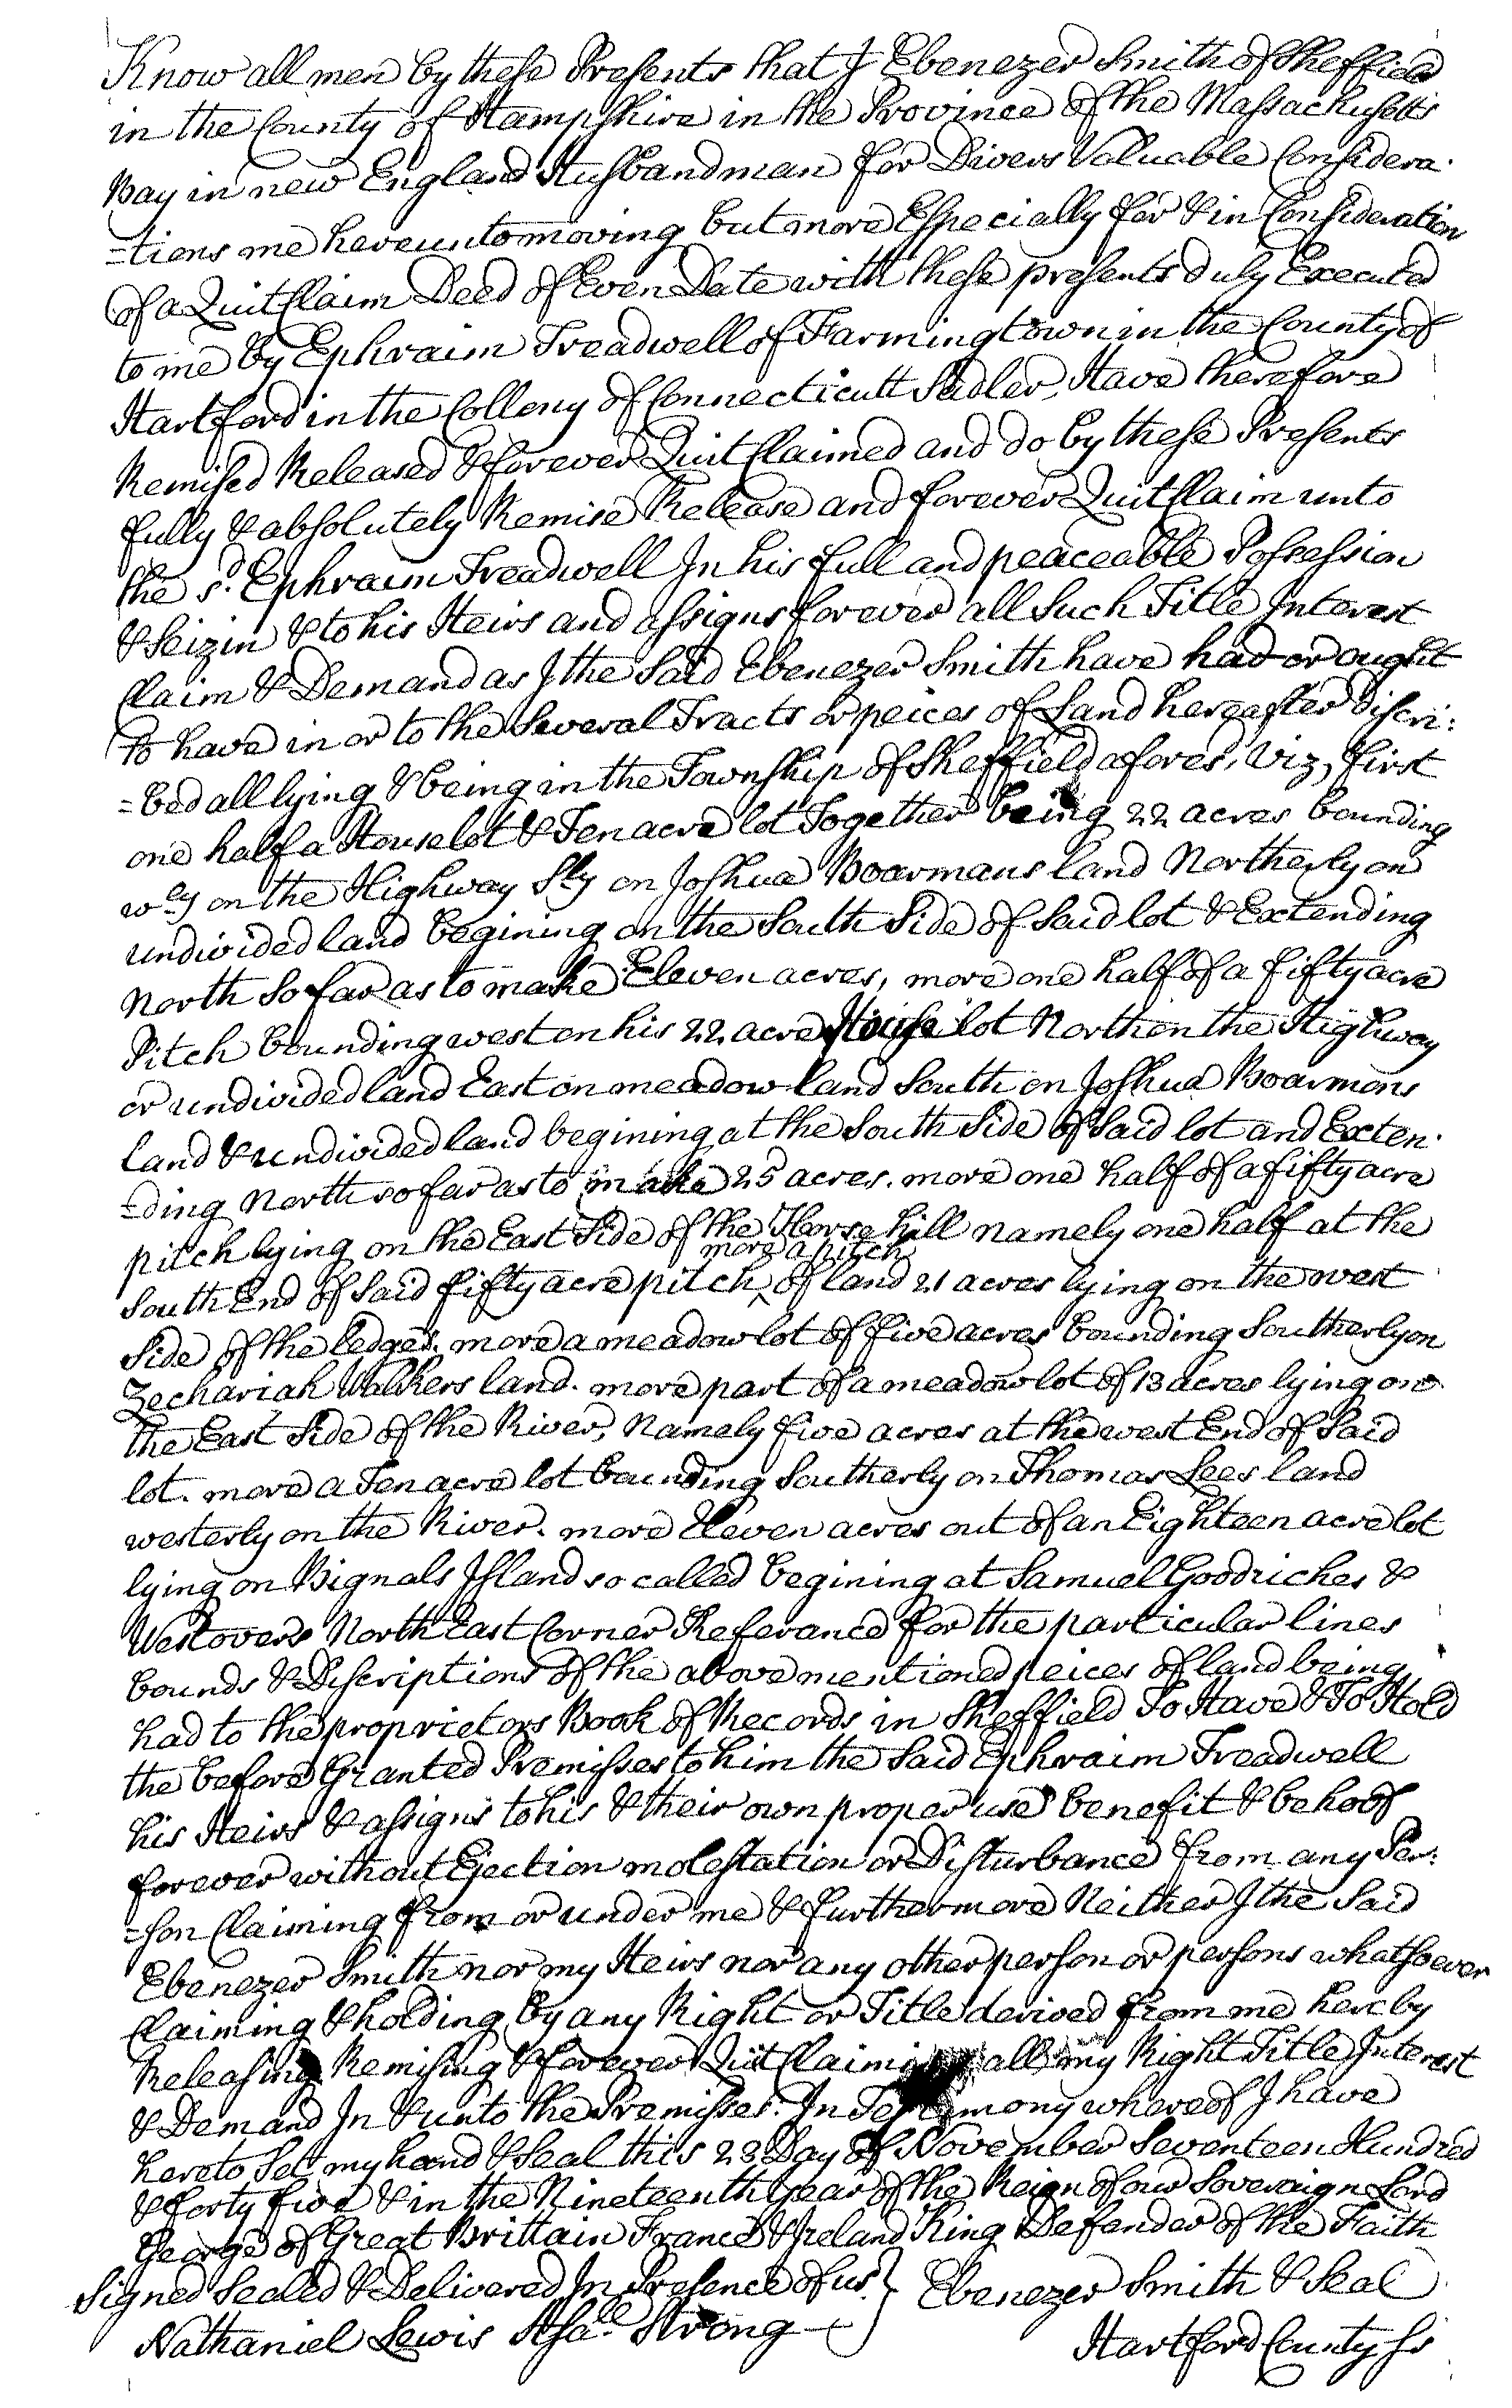 Know all men by these Presents that I Ebenezer Smith of Sheffield
in the County of Hampshire in the Province of the Massachusetts
Bay in new England Husbandman for Divers Valuable Considera-
=tions me hereunto moving but more Especially for & in Consideration
of a Quit Claim Deed of Even Date with these presents duly Executed
to me by Ephraim Treadwell of Farmingtown in the County of
Hartford in the Collony of Connecticutt Sadler, Have therefore
Remised Released & forever Quit Claimed and do by these Presents
fully & absolutely Remise Release and forever Quit Claim unto
the sd. Ephraim Treadwell In his full and peaceable Possession
& Seizin & to his Heirs and assigns forever all Such Title Interest
Claim & Demand as I the Said Ebenezer Smith have had or ought
to have in or to the Several Tracts or peices of Land hereafter Discri:
=bed all lying & being in the Township of Sheffield afores, Viz, first
one half a House lot & Ten acre lot Together being 22 acres bounding
wely on the Highway Sly on Joshua Boarmans land Northerly on
undivided land begining on the South Side of Said lot & Extending
North So far as to make Eleven acres, more one half of a fifty acre
Pitch bounding west on his 22 acre House lot North on the Highway
or undivided land East on meadow land South on Joshua Boarmans
land & undivided land begining at the South Side of Said lot and Exten-
=ding North so far as to make 25 acres. more one half of a fifty acre
pitch lying on the East Side of the Horse hill namely one half at the
South End of Said fifty acre pitch ^ more a pitch of land 21 acres lying on the west
Side of the ledges. more a meadow lot of five acres bounding Southerly on
Zechariah Walkers land. more part of a meadow lot of 13 acres lying on
the East Side of the River, Namely five acres at the west End of Said
lot. more a Ten acre lot bounding Southerly on Thomas Lees land
westerly on the River. more Eleven acres out of an Eighteen acre lot
lying on Bignals Island so called begining at Samuel Goodriches &
Westovers North East Corner Referance for the particular lines
bounds & Discriptions of the above mentioned peices of land being
had to the proprietors Book of Records in Sheffield To Have & To Hold
the before Granted Premisses to him the Said Ephraim Treadwell
his Heirs & assigns to his & their own proper use benefit & behoof
forever without Ejection molestation or Disturbance from any Per:
=son Claiming from or under me & furthermore Neither I the Said
Ebenezer Smith nor my Heirs nor any other person or persons whatsoever
Claiming & holding by any Right or Title derived from me hereby
Releasing Remising & forever Quit Claiming all my Right Title Interest
& Demand In & unto the Premisses. In Testimony whereof I have
hereto Set my hand & Seal this 28 Day of November Seventeen Hundred
& forty five & in the Nineteenth year of the Reign of our Soveraign Lord
George of Great Brittain France & Ireland King Defender of the Faith
Signed Sealed & Delivered In Presence of us } Ebenezer Smith & Seal
Nathaniel Lewis Asa.ll Strong
Hartford County Ss